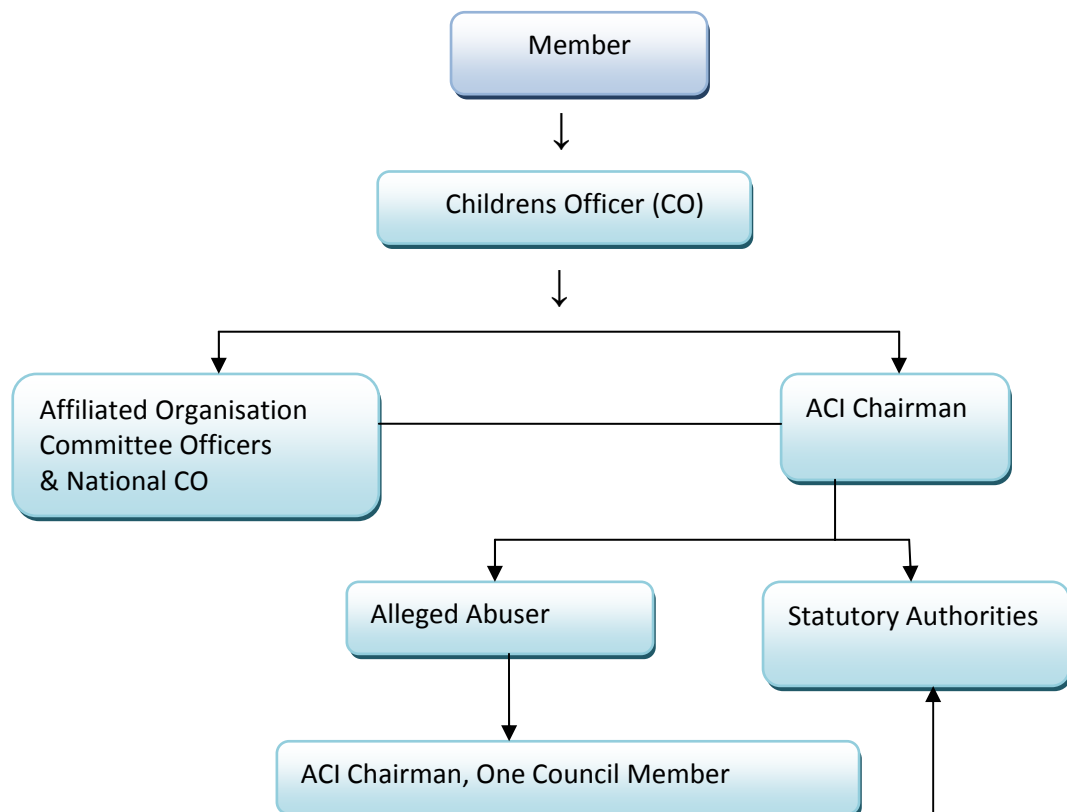 Member
Childrens Officer (CO)
Affiliated Organisation
Committee Officers
& National CO
ACI Chairman
Alleged Abuser
Statutory Authorities
ACI Chairman, One Council Member